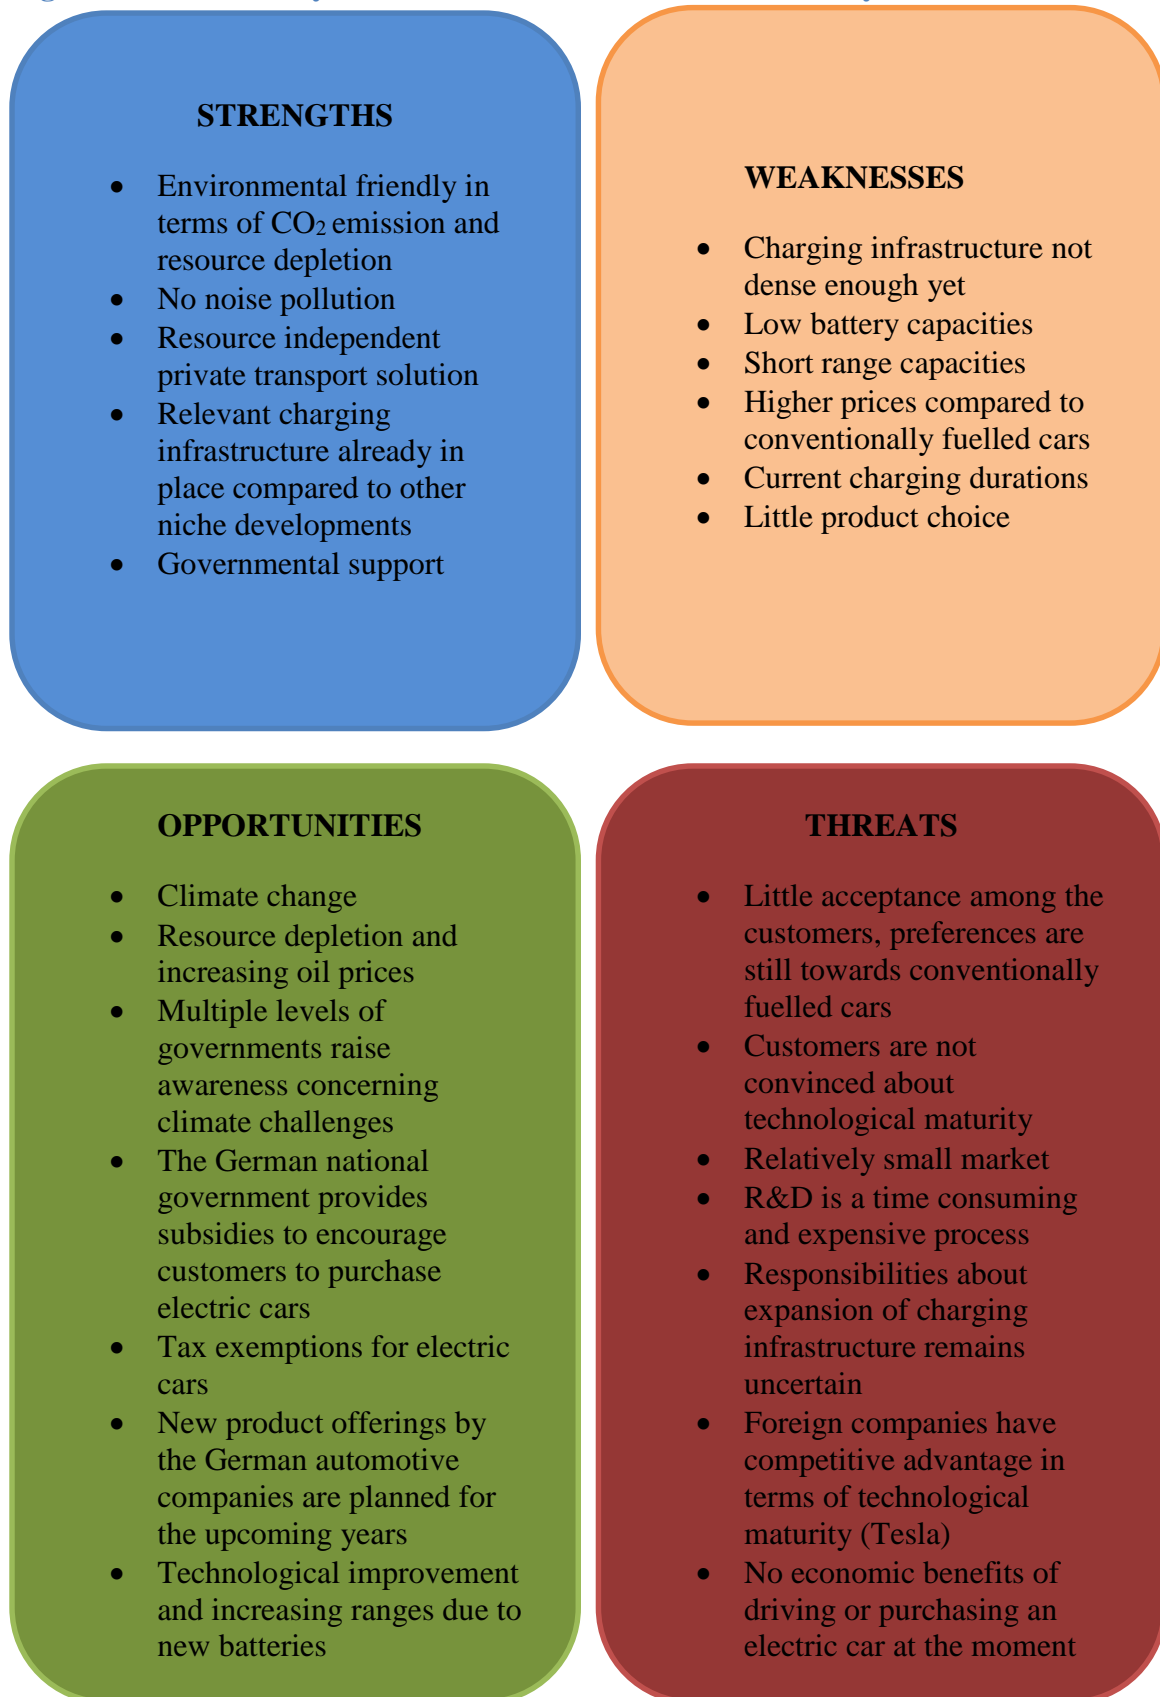 STRENGTHS
• Environmental friendly in
terms of CO2 emission and
resource depletion
• No noise pollution
• Resource independent
private transport solution
• Relevant charging
infrastructure already in
place compared to other
niche developments
• Governmental support
WEAKNESSES
• Charging infrastructure not
dense enough yet
• Low battery capacities
• Short range capacities
• Higher prices compared to
conventionally fuelled cars
• Current charging durations
• Little product choice
OPPORTUNITIES
• Climate change
• Resource depletion and
increasing oil prices
• Multiple levels of
governments raise
awareness concerning
climate challenges
• The German national
government provides
subsidies to encourage
customers to purchase
electric cars
• Tax exemptions for electric
cars
• New product offerings by
the German automotive
companies are planned for
the upcoming years
• Technological improvement
and increasing ranges due to
new batteries
THREATS
• Little acceptance among the
customers, preferences are
still towards conventionally
fuelled cars
• Customers are not
convinced about
technological maturity
• Relatively small market
• R&D is a time consuming
and expensive process
• Responsibilities about
expansion of charging
infrastructure remains
uncertain
• Foreign companies have
competitive advantage in
terms of technological
maturity (Tesla)
• No economic benefits of
driving or purchasing an
electric car at the moment